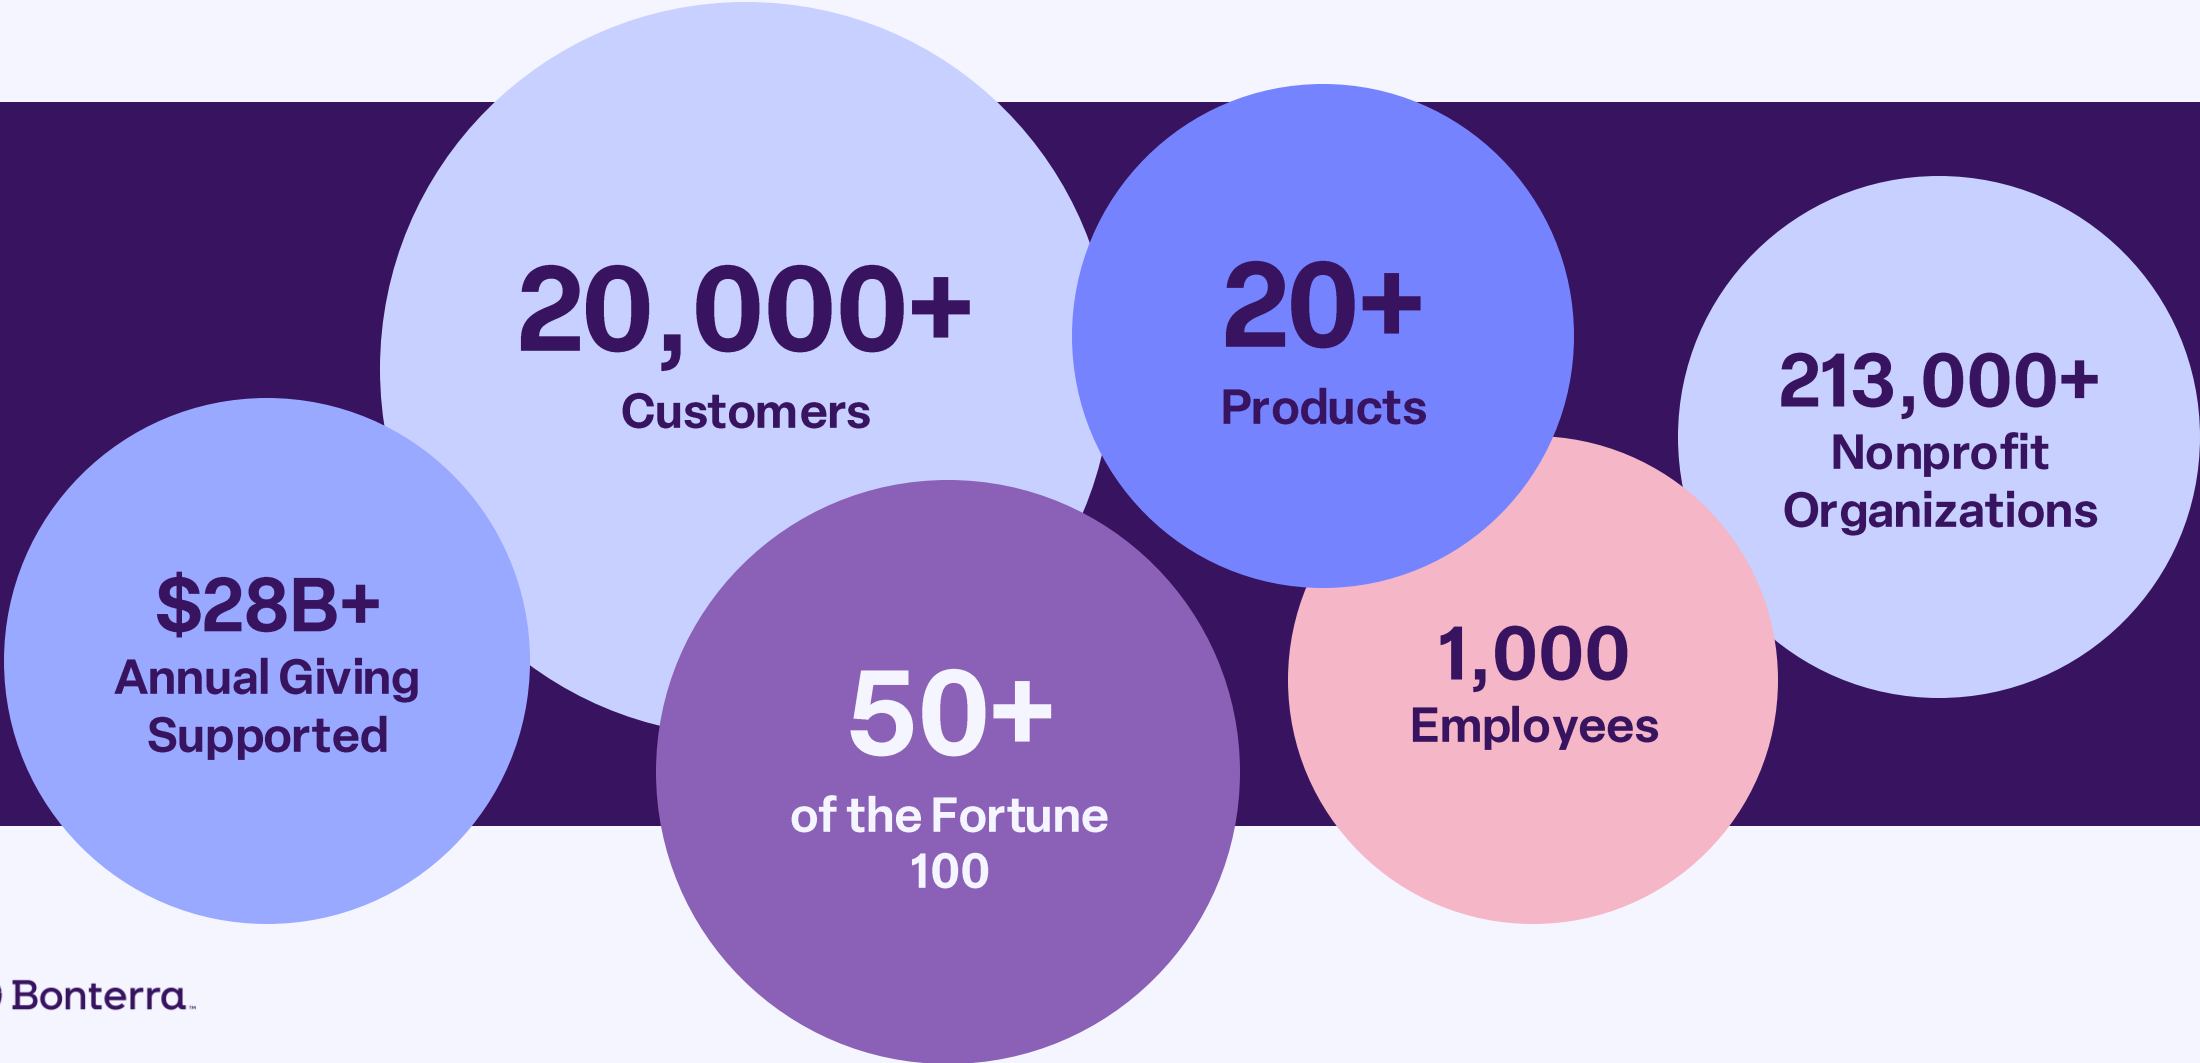 20,000+
Customers
20+
Products
213,000+
Nonprofit
Organizations
$28B+
Annual Giving
Supported
50+
of the Fortune
100
1,000
Employees
Bonterra™